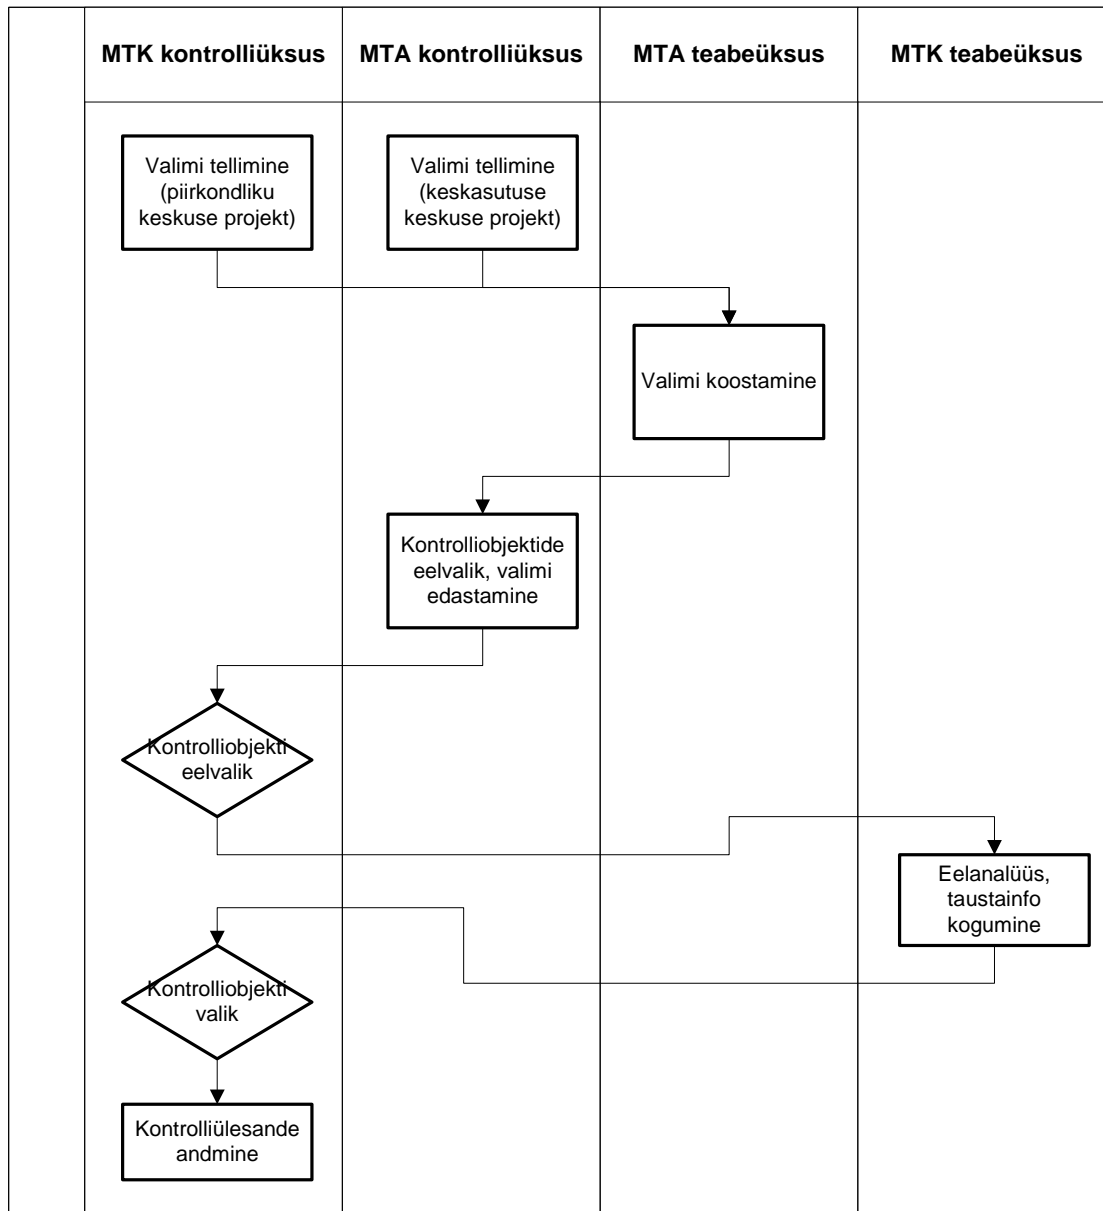 MTK kontrolliüksus
MTA kontrolliüksus
MTA teabeüksus
MTK teabeüksus
Valimi tellimine
(piirkondliku
keskuse projekt)
Valimi tellimine
(keskasutuse
keskuse projekt)
Valimi koostamine
Kontrolliobjektide
eelvalik, valimi
edastamine
Kontrolliobjekti
eelvalik
Eelanalüüs,
taustainfo
kogumine
Kontrolliobjekti
valik
Kontrolliülesande
andmine